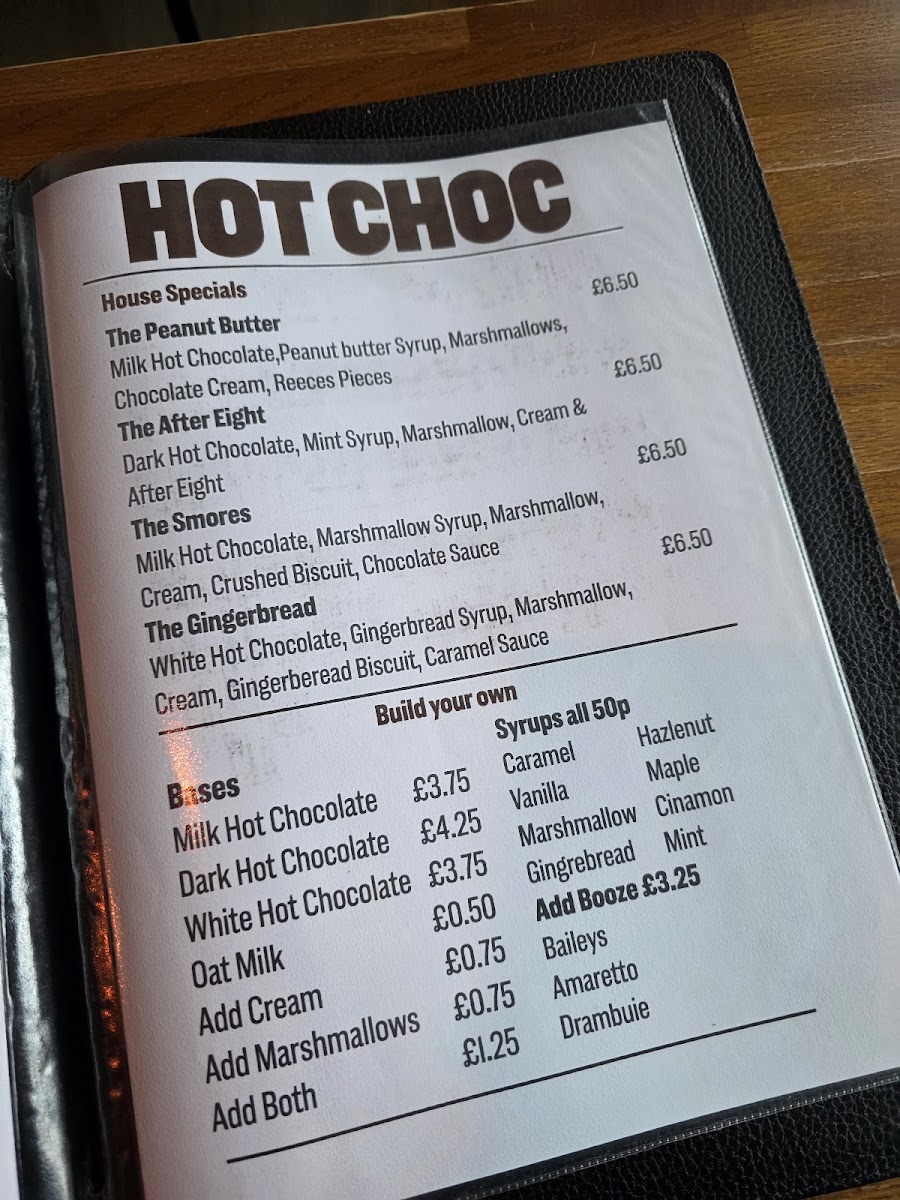 HOT CHOC
House Specials
The Peanut Butter £6.50
Milk Hot Chocolate,Peanut butter Syrup, Marshmallows,
Chocolate Cream, Reeces Pieces
The After Eight £6.50
Dark Hot Chocolate, Mint Syrup, Marshmallow, Cream &
After Eight
The Smores £6.50
Milk Hot Chocolate, Marshmallow Syrup, Marshmallow,
Cream, Crushed Biscuit, Chocolate Sauce
The Gingerbread £6.50
White Hot Chocolate, Gingerbread Syrup, Marshmallow,
Cream, Gingerberead Biscuit, Caramel Sauce
Build your own
Bases
Milk Hot Chocolate £3.75
Dark Hot Chocolate £4.25
White Hot Chocolate £3.75
Oat Milk £0.50
Add Cream £0.75
Add Marshmallows £0.75
Add Both £1.25
Syrups all 50p
Caramel Hazlenut
Vanilla Maple
Marshmallow Cinamon
Gingrebread Mint
Add Booze £3.25
Baileys
Amaretto
Drambuie